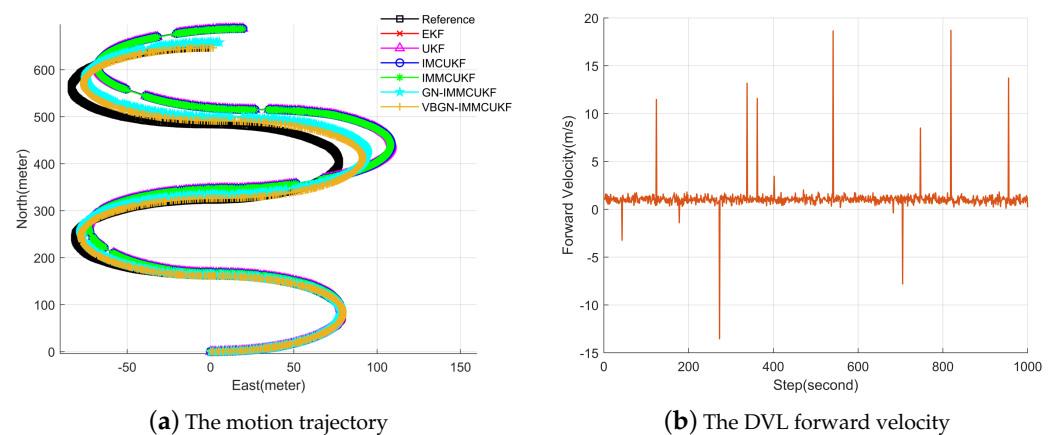 Reference
EKF
UKF
IMCUKF
IMMCUKF
GN-IMMCUKF
VBGN-IMMCUKF
600
500
400
300
200
100
0
North(meter)
-50 0 50 100 150
East(meter)
(a) The motion trajectory
20
15
10
5
0
-5
-10
-15
Forward Velocity(m/s)
0 200 400 600 800 1000
Step(second)
(b) The DVL forward velocity